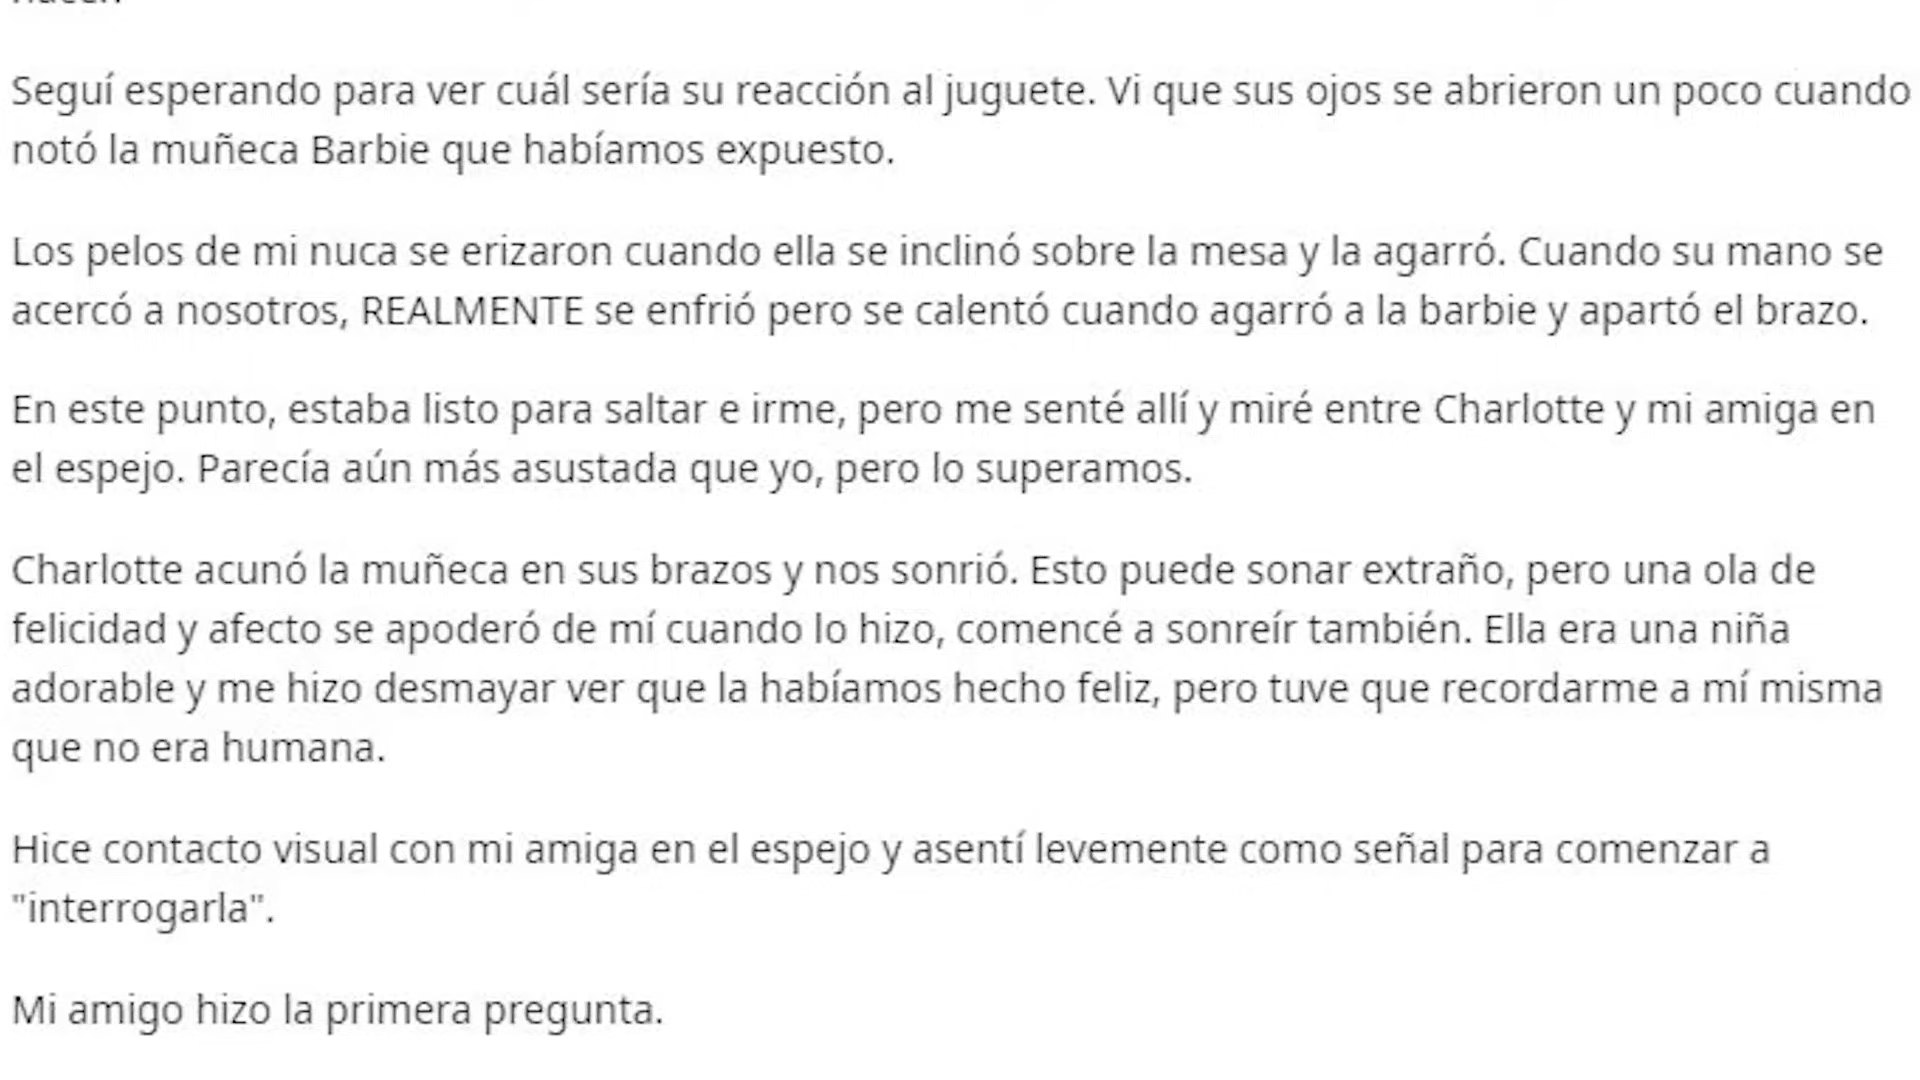 Seguí esperando para ver cuál sería su reacción al juguete. Vi que sus ojos se abrieron un poco cuando
notó la muñeca Barbie que habíamos expuesto.
Los pelos de mi nuca se erizaron cuando ella se inclinó sobre la mesa y la agarró. Cuando su mano se
acercó a nosotros, REALMENTE se enfrió pero se calentó cuando agarró a la barbie y apartó el brazo.
En este punto, estaba listo para saltar e irme, pero me senté allí y miré entre Charlotte y mi amiga en
el espejo. Parecía aún más asustada que yo, pero lo superamos.
Charlotte acunó la muñeca en sus brazos y nos sonrió. Esto puede sonar extraño, pero una ola de
felicidad y afecto se apoderó de mí cuando lo hizo, comencé a sonreír también. Ella era una niña
adorable y me hizo desmayar ver que la habíamos hecho feliz, pero tuve que recordarme a mí misma
que no era humana.
Hice contacto visual con mi amiga en el espejo y asentí levemente como señal para comenzar a
"interrogarla".
Mi amigo hizo la primera pregunta.